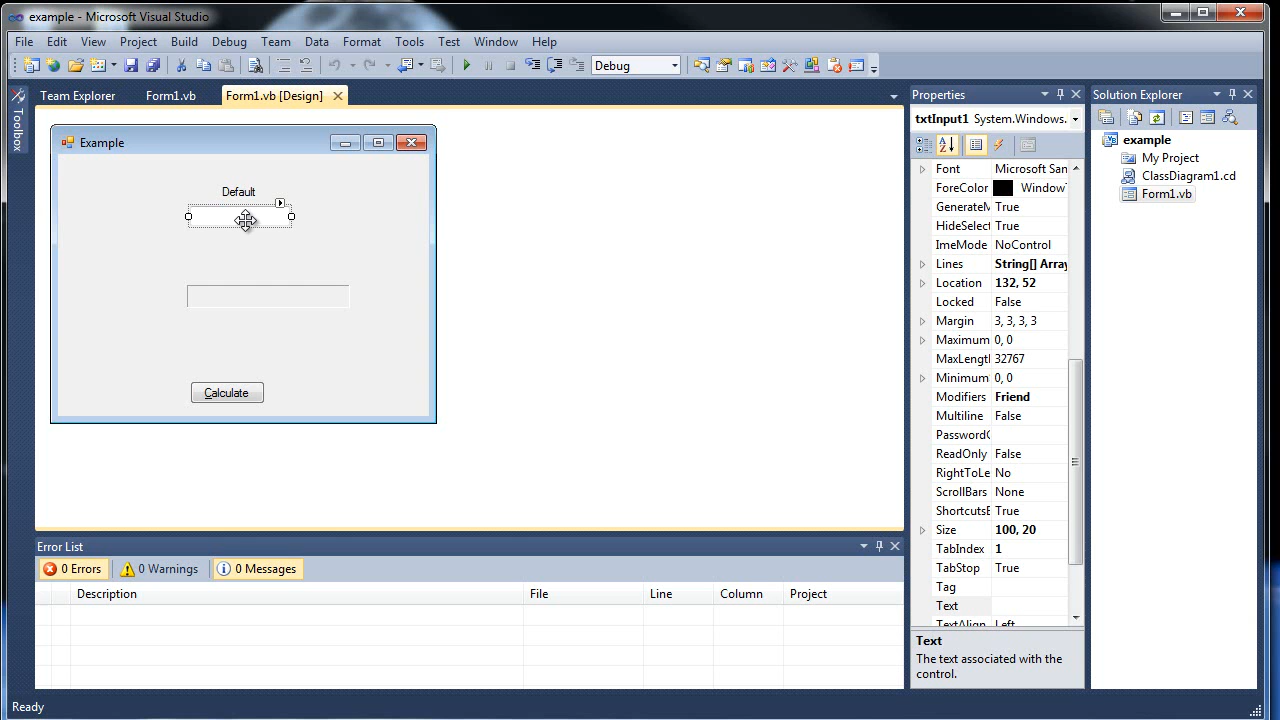 example - Microsoft Visual Studio
File Edit View Project Build Debug Team Data Format Tools Test Window Help
Debug
Toolbox
Team Explorer Form1.vb Form1.vb [Design]
Example
Default
Calculate
Error List
0 Errors 0 Warnings 0 Messages
Description File Line Column Project
Properties
txtInput1 System.Windows.
Font Microsoft San
ForeColor Window
GenerateM True
HideSelect True
ImeMode NoControl
Lines String[] Array
Location 132, 52
Locked False
Margin 3, 3, 3, 3
Maximum 0, 0
MaxLengt 32767
Minimum 0, 0
Modifiers Friend
Multiline False
Password
ReadOnly False
RightToLe No
ScrollBars None
Shortcuts True
Size 100, 20
TabIndex 1
TabStop True
Tag
Text
TextAlign Left
Text
The text associated with the
control.
Solution Explorer
example
My Project
ClassDiagram1.cd
Form1.vb
Ready